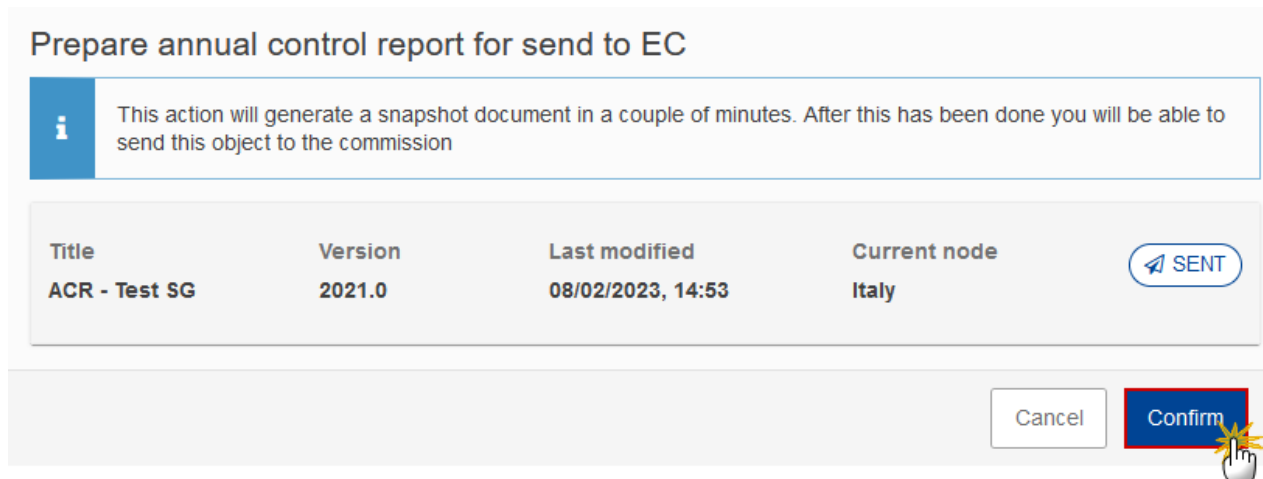 Prepare annual control report for send to EC
i
This action will generate a snapshot document in a couple of minutes. After this has been done you will be able to
send this object to the commission
Title Version Last modified Current node
SENT
ACR - Test SG 2021.0 08/02/2023, 14:53 Italy
Cancel Confirm